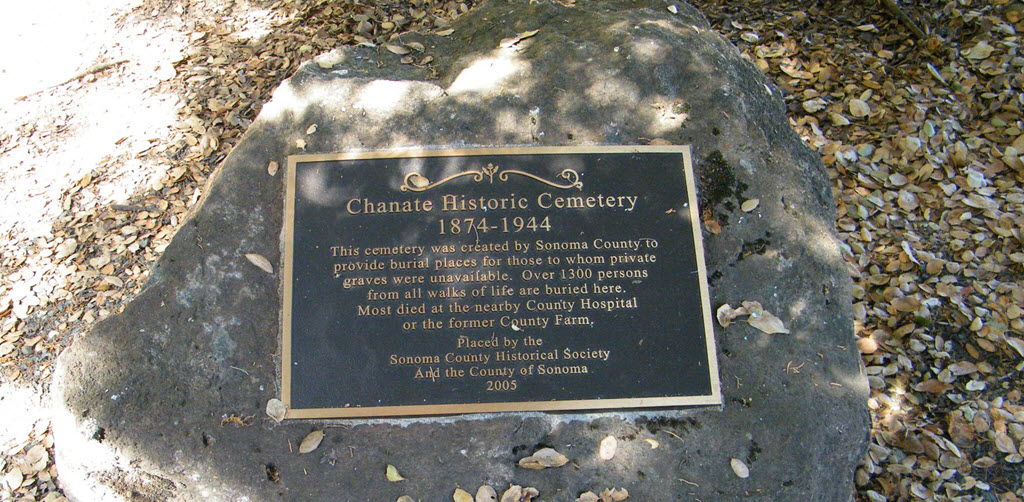 Chanate Historic Cemetery
1874-1944
This cemetery was created by Sonoma County to
provide burial places for those to whom private
graves were unavailable. Over 1300 persons
from all walks of life are buried here.
Most died at the nearby County Hospital
or the former County Farm.
Placed by the
Sonoma County Historical Society
And the County of Sonoma
2005